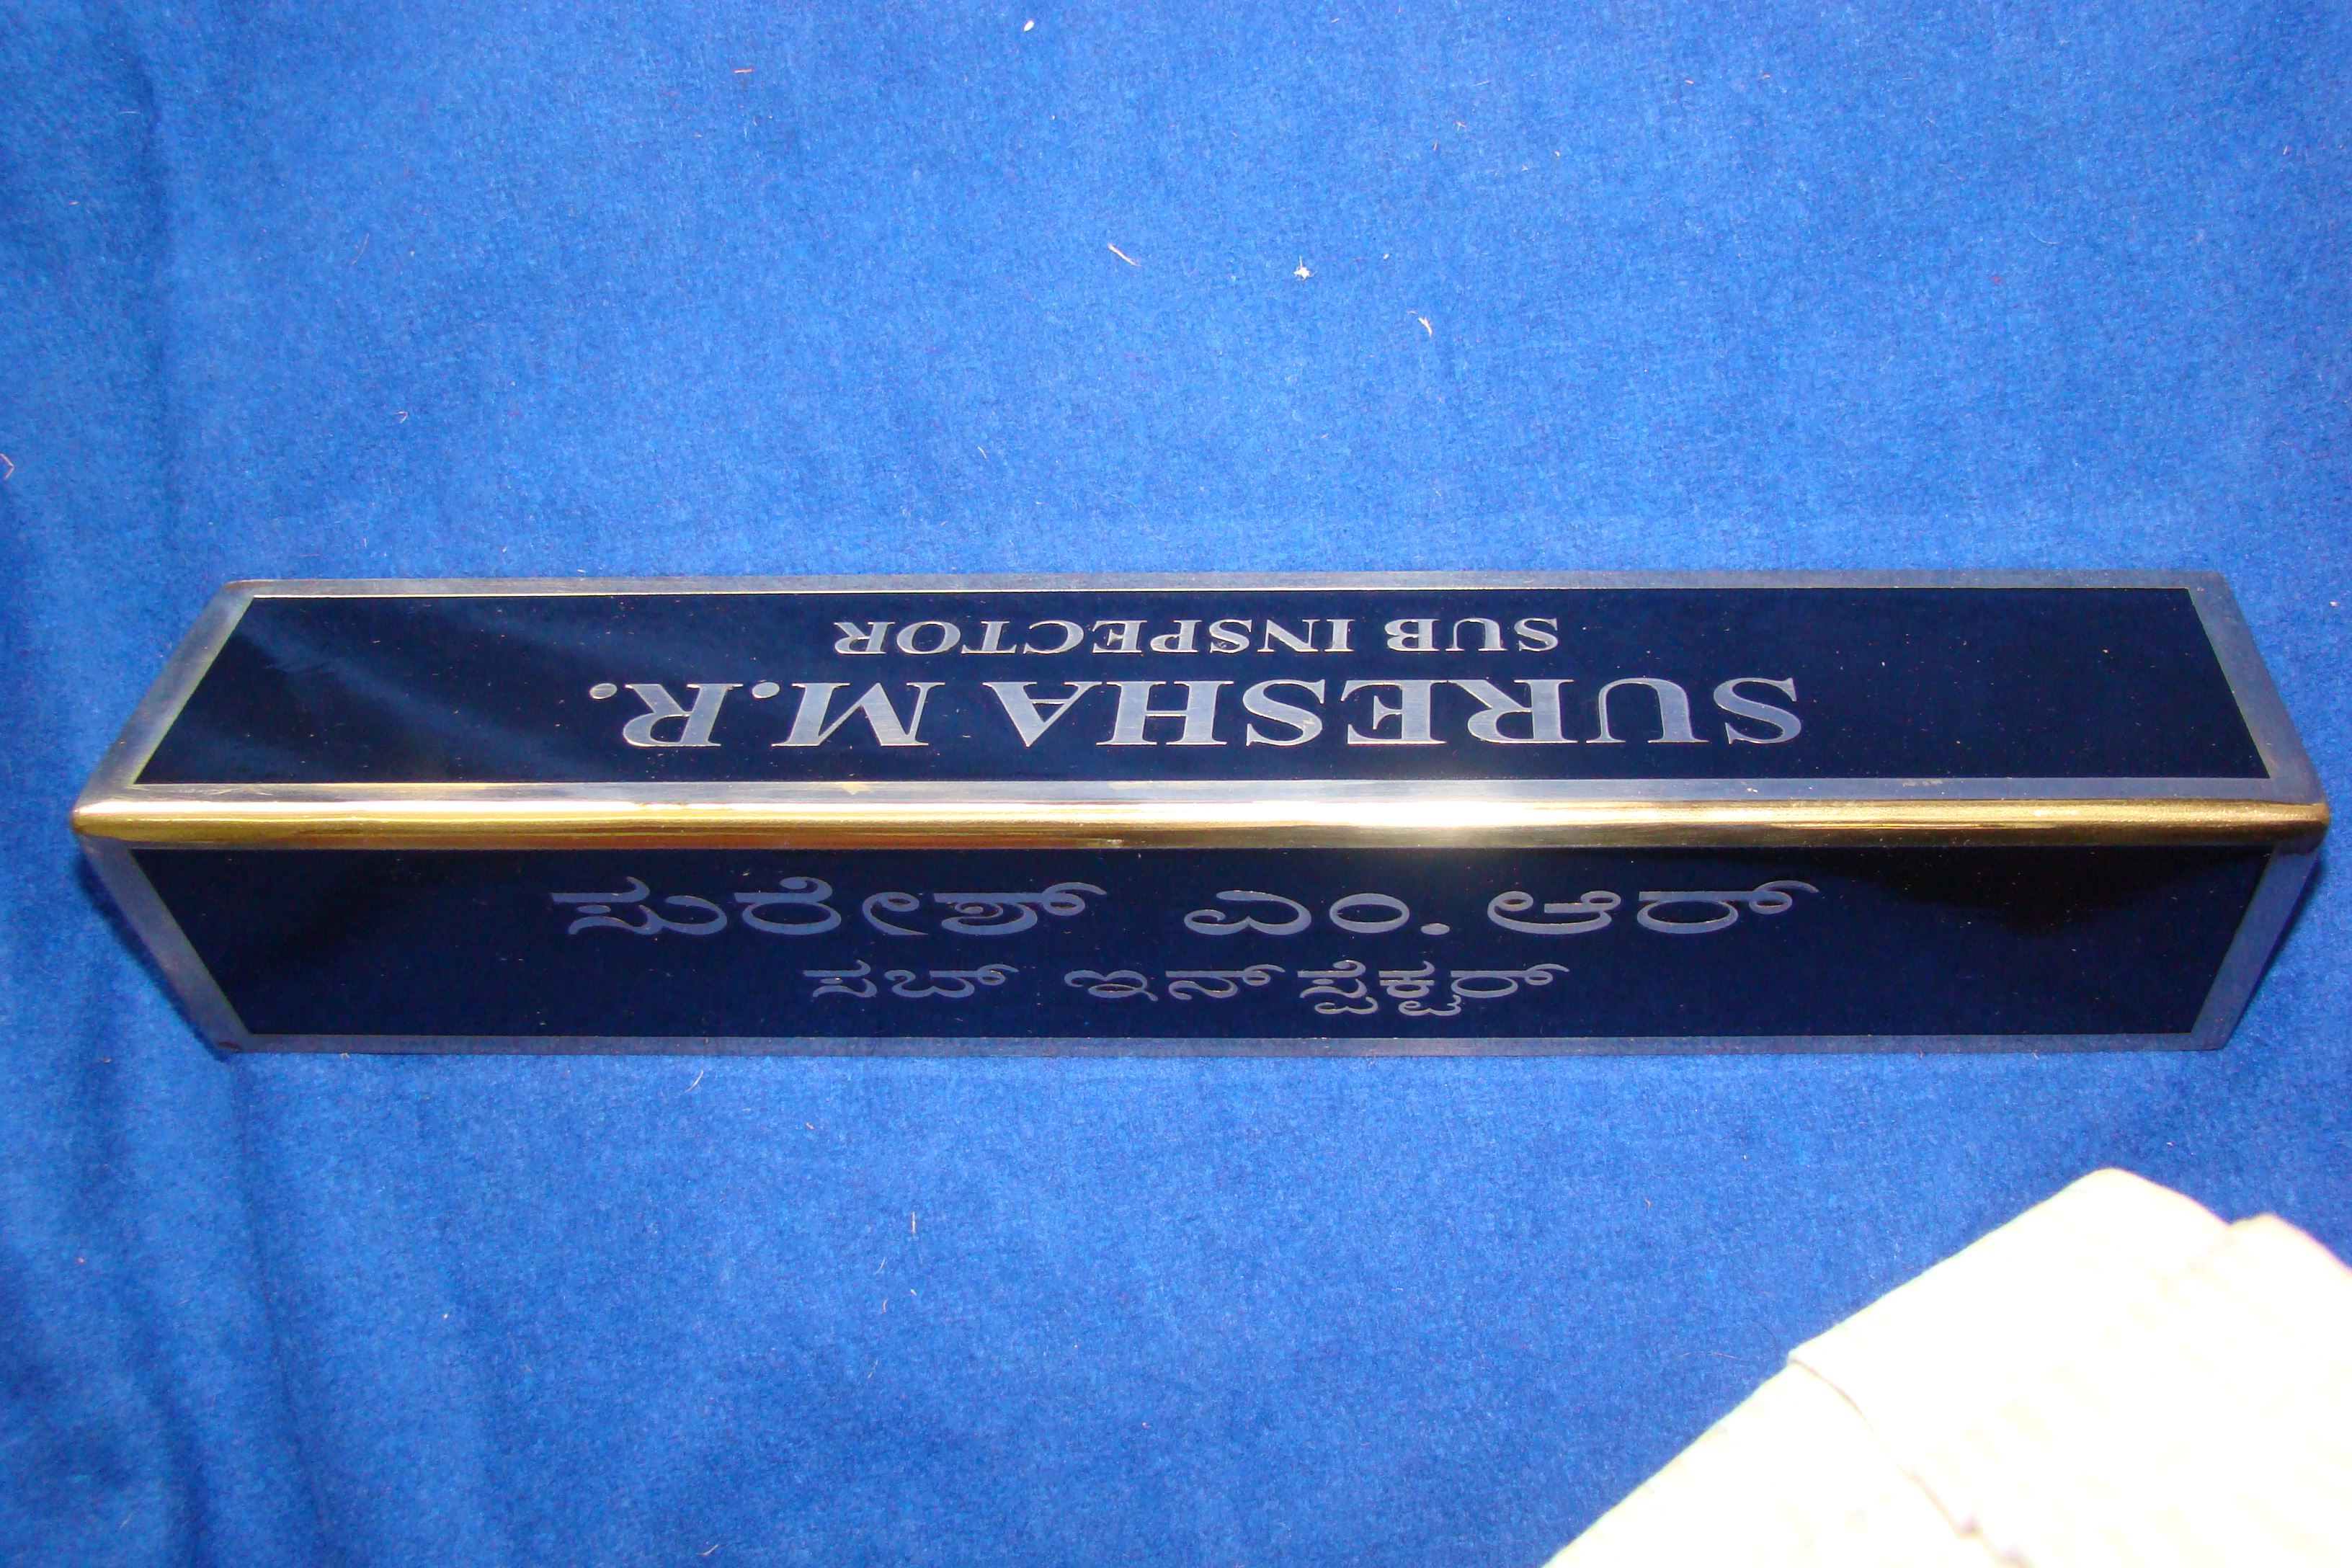 SURESHA M.R.
SUB INSPECTOR
ಸುರೇಶ್ ಎಂ. ಆರ್
ಸಬ್ ಇನ್ ಸ್ಪೆಕ್ಟರ್